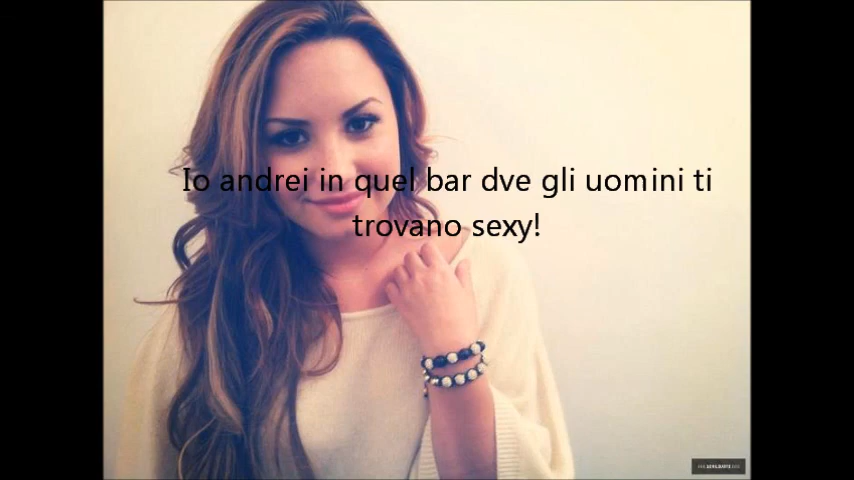 Io andrei in quel bar dve gli uomini ti
trovano sexy!